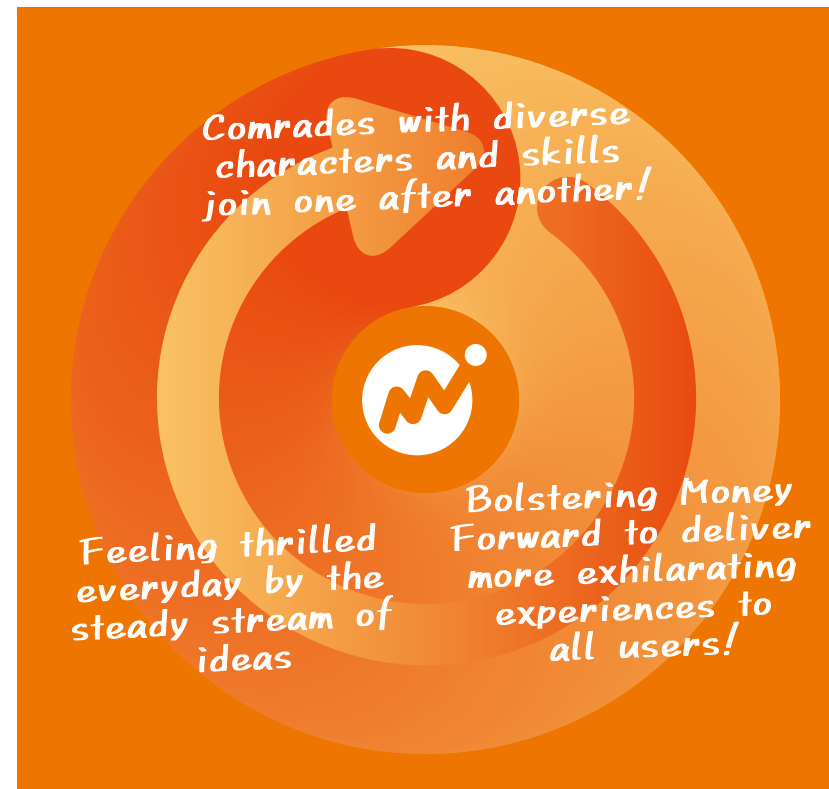 Comrades with diverse
characters and skills
join one after another!
Feeling thrilled
everyday by the
steady stream of
ideas
Bolstering Money
Forward to deliver
more exhilarating
experiences to
all users!